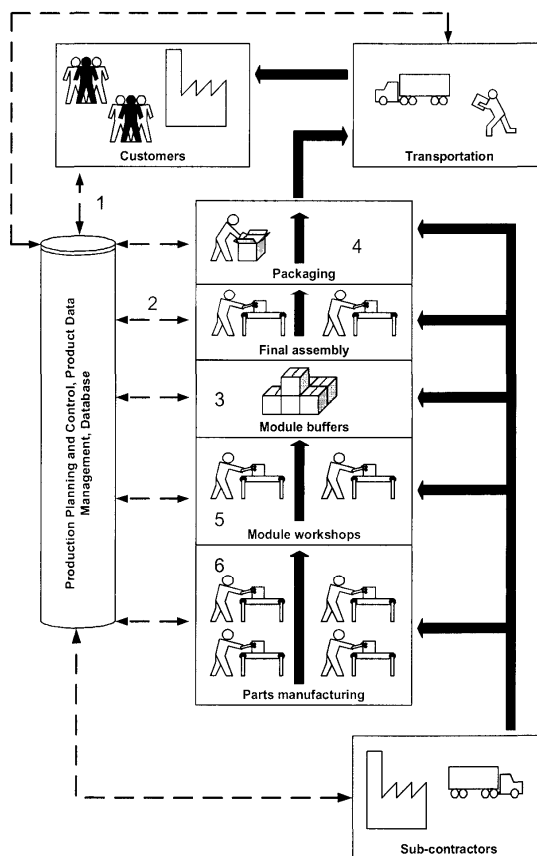 Customers
Transportation
1
4
Packaging
2
Final assembly
3
Module buffers
5
Module workshops
6
Parts manufacturing
Production Planning and Control, Product Data
Management, Database
Sub-contractors